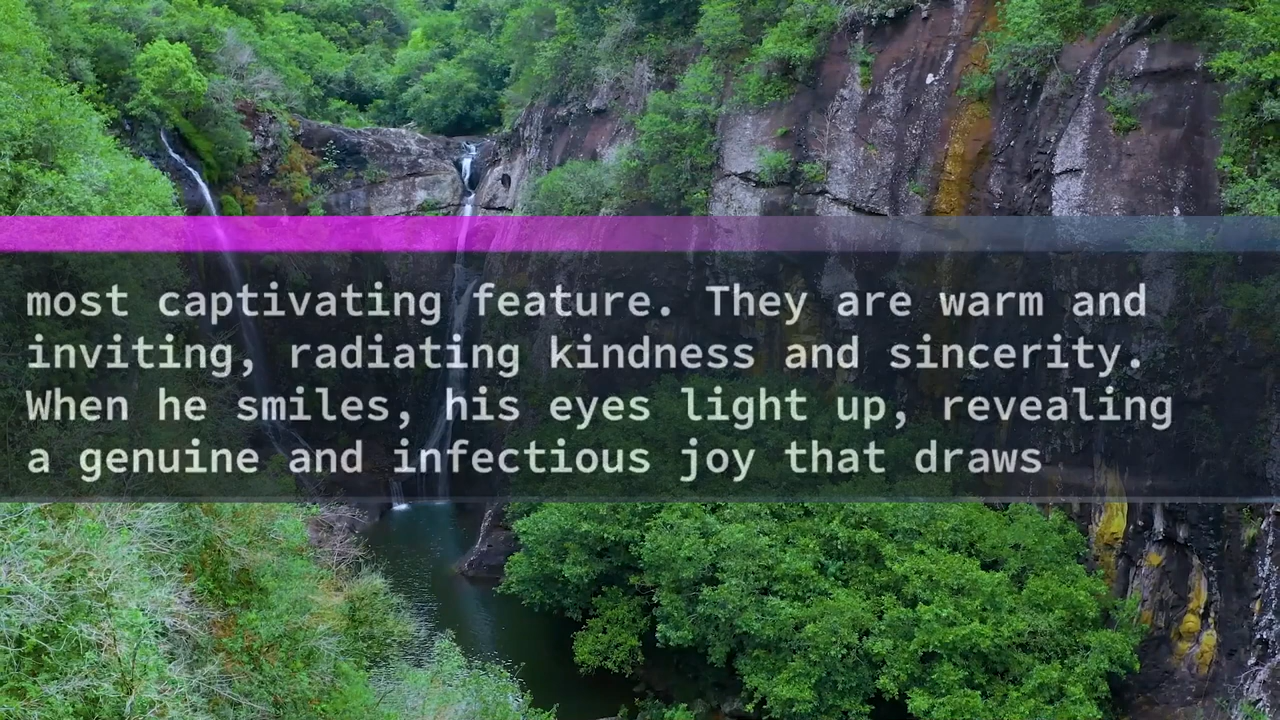 most captivating feature. They are warm and
inviting, radiating kindness and sincerity.
When he smiles, his eyes light up, revealing
a genuine and infectious joy that draws